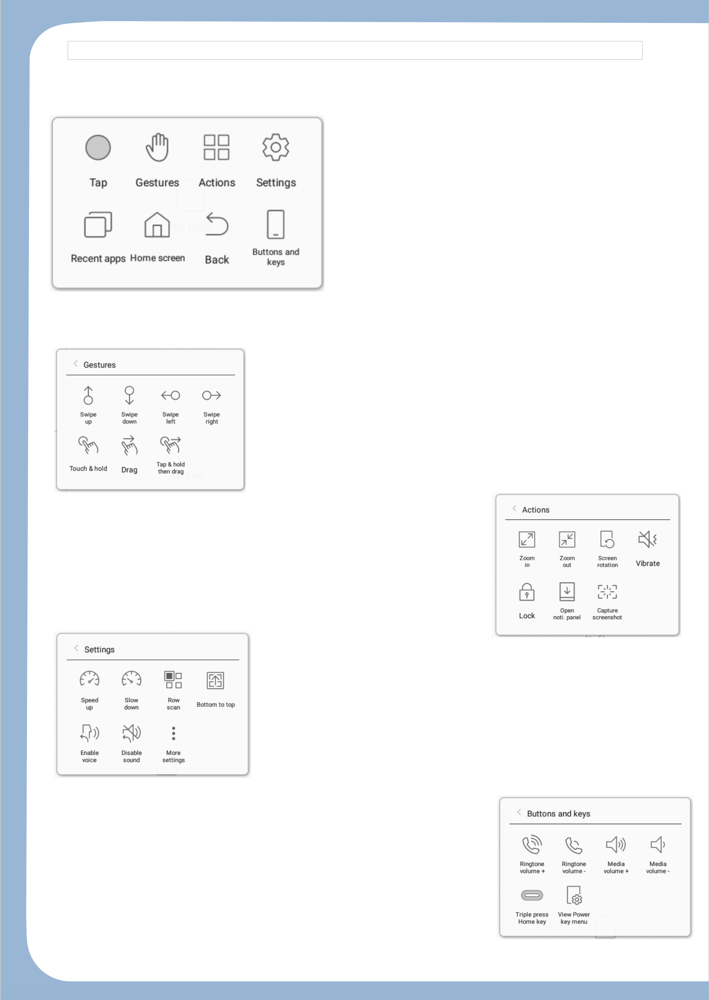 Tap Gestures Actions Settings
No files
Recent apps Home screen Back Buttons and
keys
Gestures
Swipe Swipe Swipe Swipe
up down left right
Touch & hold Drag Tap & hold
then drag
files
Actions
Zoom Zoom Screen Vibrate
in out rotation
Lock Open Capture
noti. panel screenshot
Settings
Speed Slow Row Bottom to top
up down scan
Enable Disable More
voice sound settings
Buttons and keys
Ringtone Ringtone Media Media
volume + volume - volume + volume -
Triple press View Power
Home key key menu